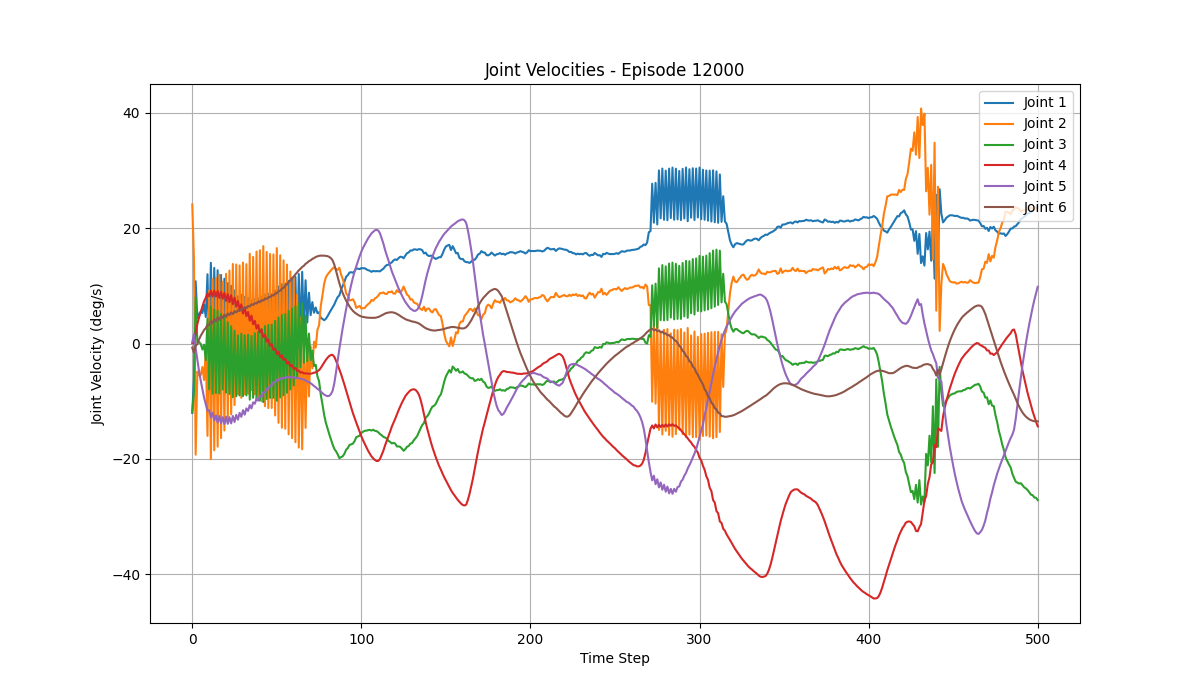 Joint Velocities - Episode 12000
Joint Velocity (deg/s)
40
20
0
−20
−40
Joint 1
Joint 2
Joint 3
Joint 4
Joint 5
Joint 6
0
100
200
300
400
500
Time Step